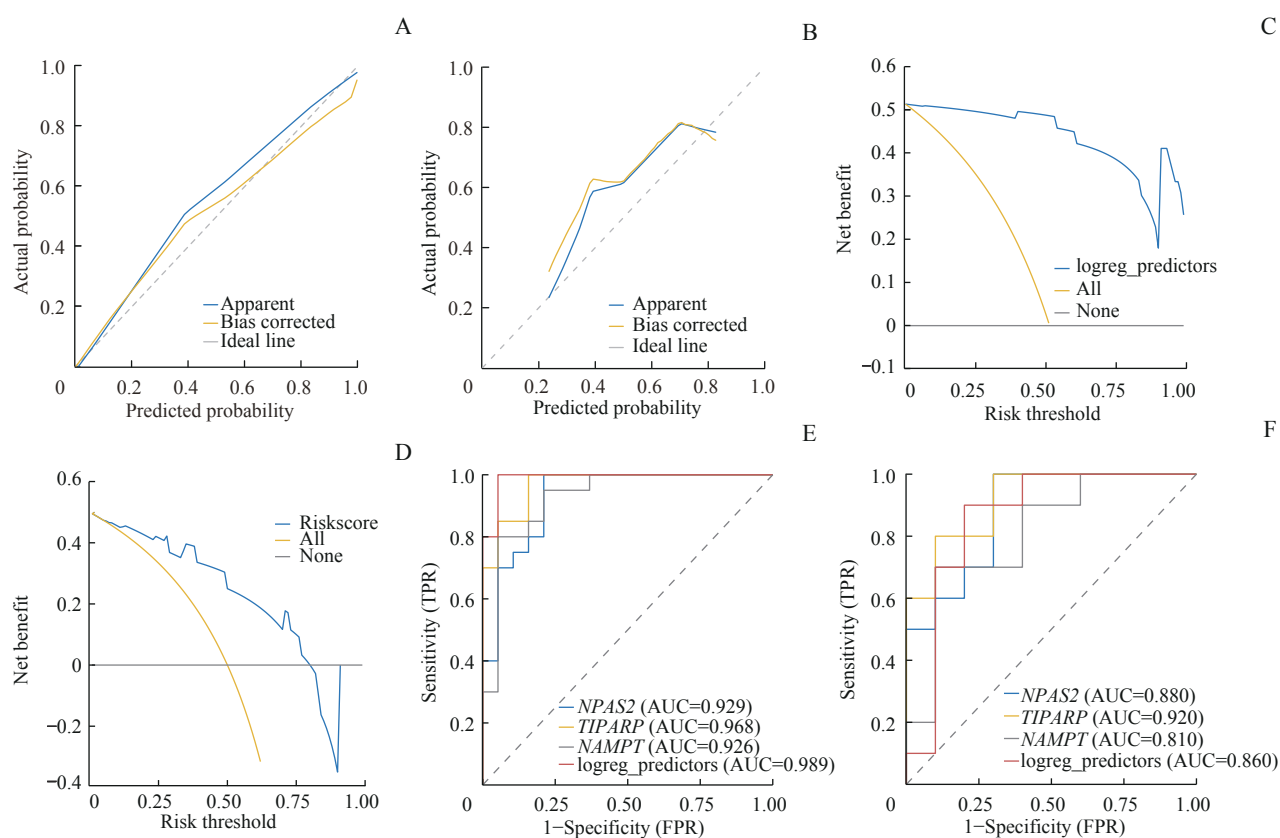 A
1.0
0.8
0.6
0.4
0.2
0
0.2
0.4
0.6
0.8
1.0
Actual probability
Predicted probability
Apparent
Bias corrected
Ideal line
B
1.0
0.8
0.6
0.4
0.2
0
0.2
0.4
0.6
0.8
1.0
Actual probability
Predicted probability
Apparent
Bias corrected
Ideal line
C
0.6
0.5
0.4
0.3
0.2
0.1
0
−0.1
0
0.25
0.50
0.75
1.00
Net benefit
Risk threshold
logreg_predictors
All
None
D
0.6
0.4
0.2
0
−0.2
−0.4
0
0.25
0.50
0.75
1.00
Net benefit
Risk threshold
Riskscore
All
None
E
1.0
0.8
0.6
0.4
0.2
0
0.25
0.50
0.75
1.00
Sensitivity (TPR)
1−Specificity (FPR)
NPAS2 (AUC=0.929)
TIPARP (AUC=0.968)
NAMPT (AUC=0.926)
logreg_predictors (AUC=0.989)
F
1.0
0.8
0.6
0.4
0.2
0
0.25
0.50
0.75
1.00
Sensitivity (TPR)
1−Specificity (FPR)
NPAS2 (AUC=0.880)
TIPARP (AUC=0.920)
NAMPT (AUC=0.810)
logreg_predictors (AUC=0.860)